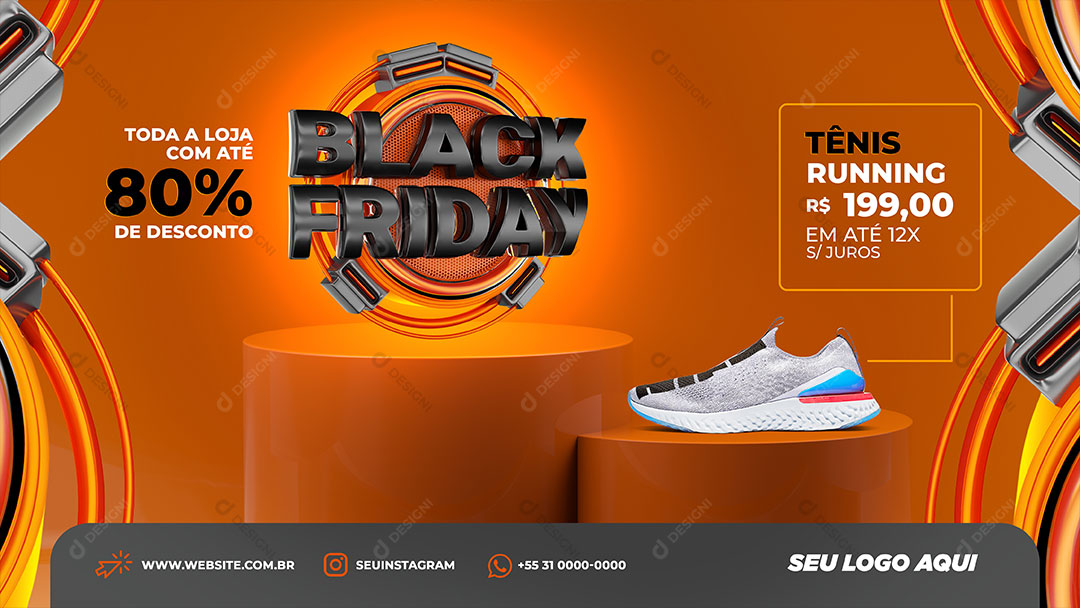 TODA A LOJA
COM ATÉ
80%
DE DESCONTO
BLACK
FRIDAY
TÊNIS
RUNNING
R$ 199,00
EM ATÉ 12X
S/ JUROS
WWW.WEBSITE.COM.BR
SEUINSTAGRAM
+55 31 0000-0000
SEU LOGO AQUI
DESIGNI